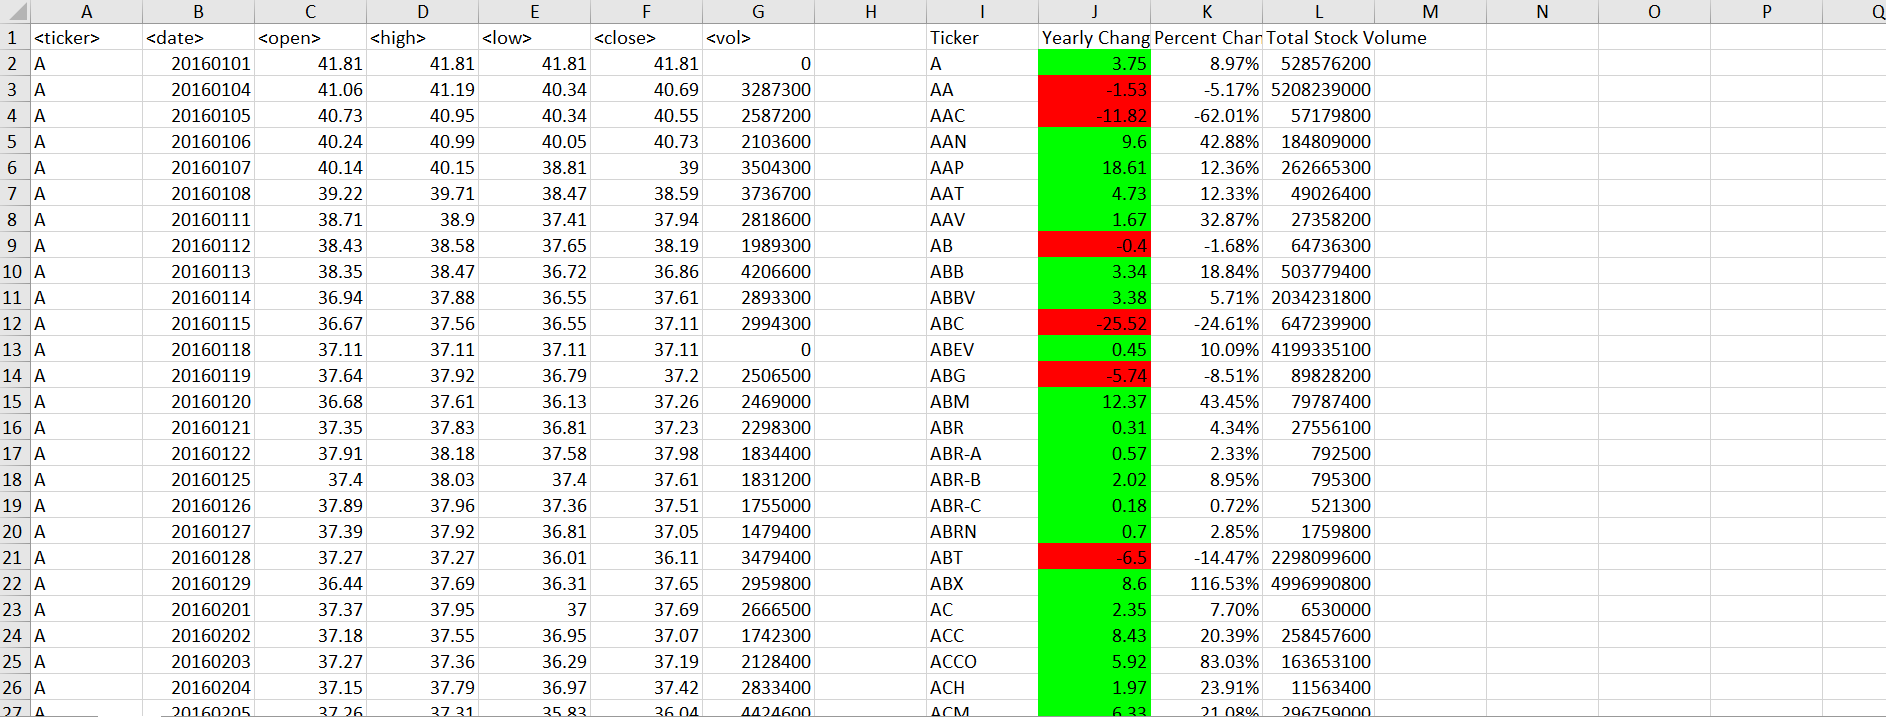 A B C D E F G H I J K L M N O P Q
1 <ticker> <date> <open> <high> <low> <close> <vol> Ticker Yearly Chang Percent Char Total Stock Volume
2 A 20160101 41.81 41.81 41.81 41.81 0 A 3.75 8.97% 528576200
3 A 20160104 41.06 41.19 40.34 40.69 3287300 AA -1.53 -5.17% 5208239000
4 A 20160105 40.73 40.95 40.34 40.55 2587200 AAC -11.82 -62.01% 57179800
5 A 20160106 40.24 40.99 40.05 40.73 2103600 AAN 9.6 42.88% 184809000
6 A 20160107 40.14 40.15 38.81 39 3504300 AAP 18.61 12.36% 262665300
7 A 20160108 39.22 39.71 38.47 38.59 3736700 AAT 4.73 12.33% 49026400
8 A 20160111 38.71 38.9 37.41 37.94 2818600 AAV 1.67 32.87% 27358200
9 A 20160112 38.43 38.58 37.65 38.19 1989300 AB -0.4 -1.68% 64736300
10 A 20160113 38.35 38.47 36.72 36.86 4206600 ABB 3.34 18.84% 503779400
11 A 20160114 36.94 37.88 36.55 37.61 2893300 ABBV 3.38 5.71% 2034231800
12 A 20160115 36.67 37.56 36.55 37.11 2994300 ABC -25.52 -24.61% 647239900
13 A 20160118 37.11 37.11 37.11 37.11 0 ABEV 0.45 10.09% 4199335100
14 A 20160119 37.64 37.92 36.79 37.2 2506500 ABG -5.74 -8.51% 89828200
15 A 20160120 36.68 37.61 36.13 37.26 2469000 ABM 12.37 43.45% 79787400
16 A 20160121 37.35 37.83 36.81 37.23 2298300 ABR 0.31 4.34% 27556100
17 A 20160122 37.91 38.18 37.58 37.98 1834400 ABR-A 0.57 2.33% 792500
18 A 20160125 37.4 38.03 37.4 37.61 1831200 ABR-B 2.02 8.95% 795300
19 A 20160126 37.89 37.96 37.36 37.51 1755000 ABR-C 0.18 0.72% 521300
20 A 20160127 37.39 37.92 36.81 37.05 1479400 ABRN 0.7 2.85% 1759800
21 A 20160128 37.27 37.27 36.01 36.11 3479400 ABT -6.5 -14.47% 2298099600
22 A 20160129 36.44 37.69 36.31 37.65 2959800 ABX 8.6 116.53% 4996990800
23 A 20160201 37.37 37.95 37 37.69 2666500 AC 2.35 7.70% 6530000
24 A 20160202 37.18 37.55 36.95 37.07 1742300 ACC 8.43 20.39% 258457600
25 A 20160203 37.27 37.36 36.29 37.19 2128400 ACCO 5.92 83.03% 163653100
26 A 20160204 37.15 37.79 36.97 37.42 2833400 ACH 1.97 23.91% 11563400
27 A 20160205 37.26 37.31 35.83 36.04 4424600 ACM 6.33 21.08% 296759000